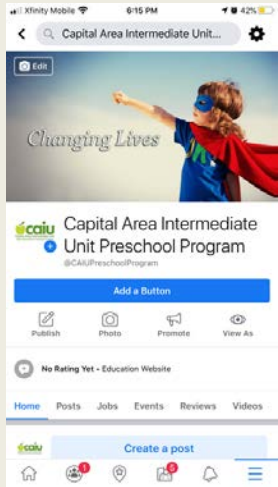 Xfinity Mobile 6:15 PM 42%
Capital Area Intermediate Unit...
Edit
Changing Lives
caiu
Capital Area Intermediate
Unit Preschool Program
@CAIUPreschoolProgram
Add a Button
Publish Photo Promote View As
No Rating Yet - Education Website
Home Posts Jobs Events Reviews Videos
caiu Create a post
1 5